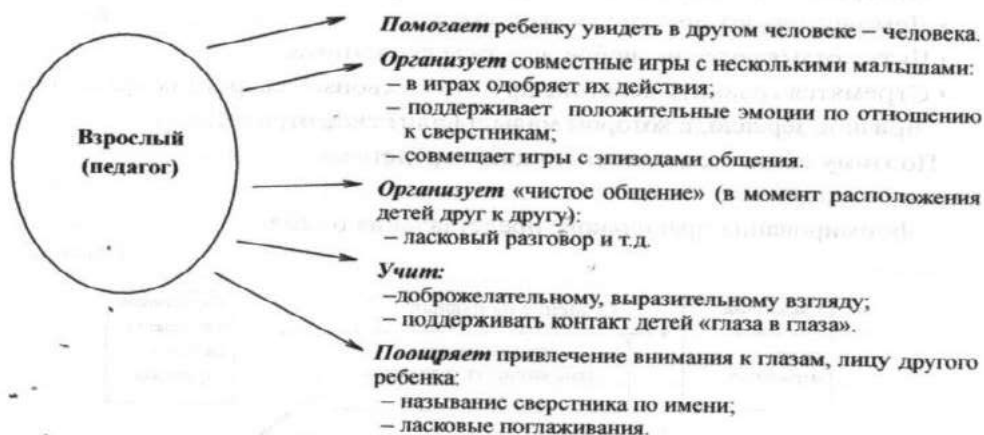 Взрослый
(педагог)
Помогает ребенку увидеть в другом человеке – человека.
Организует совместные игры с несколькими малышами:
– в играх одобряет их действия;
– поддерживает положительные эмоции по отношению
к сверстникам;
– совмещает игры с эпизодами общения.
Организует «чистое общение» (в момент расположения
детей друг к другу):
– ласковый разговор и т.д.
Учит:
–доброжелательному, выразительному взгляду;
– поддерживать контакт детей «глаза в глаза».
Поощряет привлечение внимания к глазам, лицу другого
ребенка:
– называние сверстника по имени;
– ласковые поглаживания.